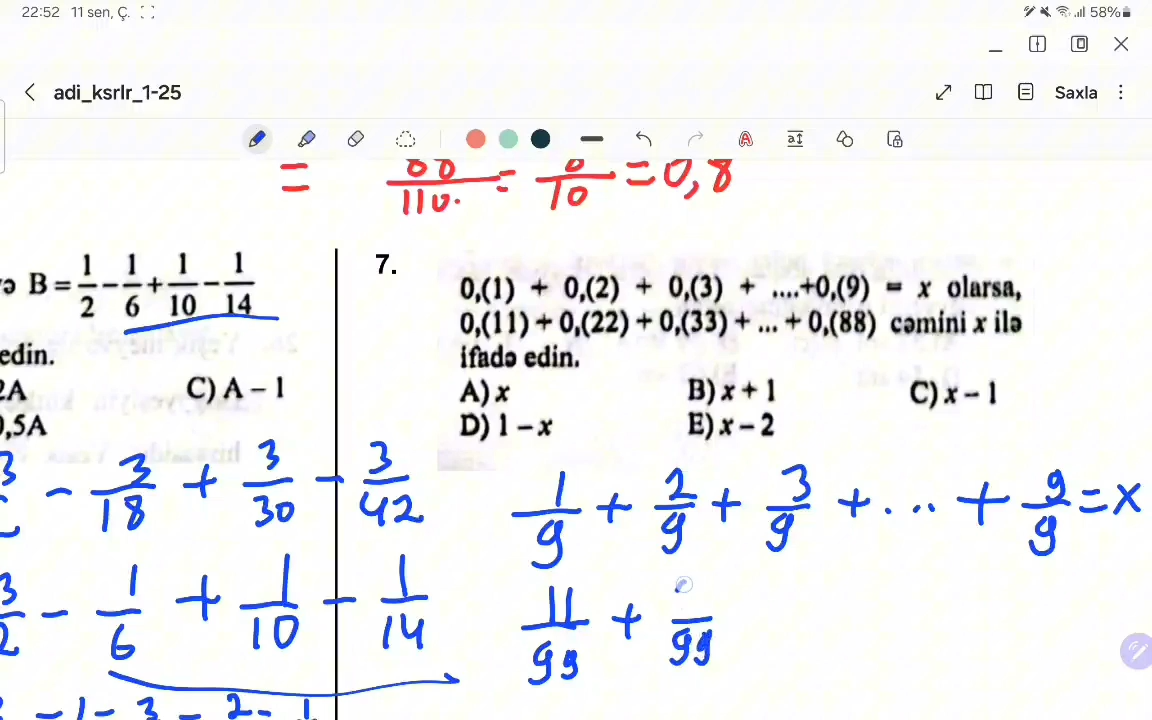 22:52 11 sen, Ç. 58%
adi_ksrlr_1-25 Saxla
= 88/110 = 8/10 = 0,8
və B = 1/2 − 1/6 + 1/10 − 1/14
edin.
2A C) A − 1
0,5A
7.
0,(1) + 0,(2) + 0,(3) + ....+0,(9) = x olarsa,
0,(11) + 0,(22) + 0,(33) + ... + 0,(88) cəmini x ilə
ifadə edin.
A) x B) x + 1 C) x − 1
D) 1 − x E) x − 2
− 3/18 + 3/30 − 3/42
3/2 − 1/6 + 1/10 − 1/14
1/9 + 2/9 + 3/9 + ... + 9/9 = x
11/99 + /99